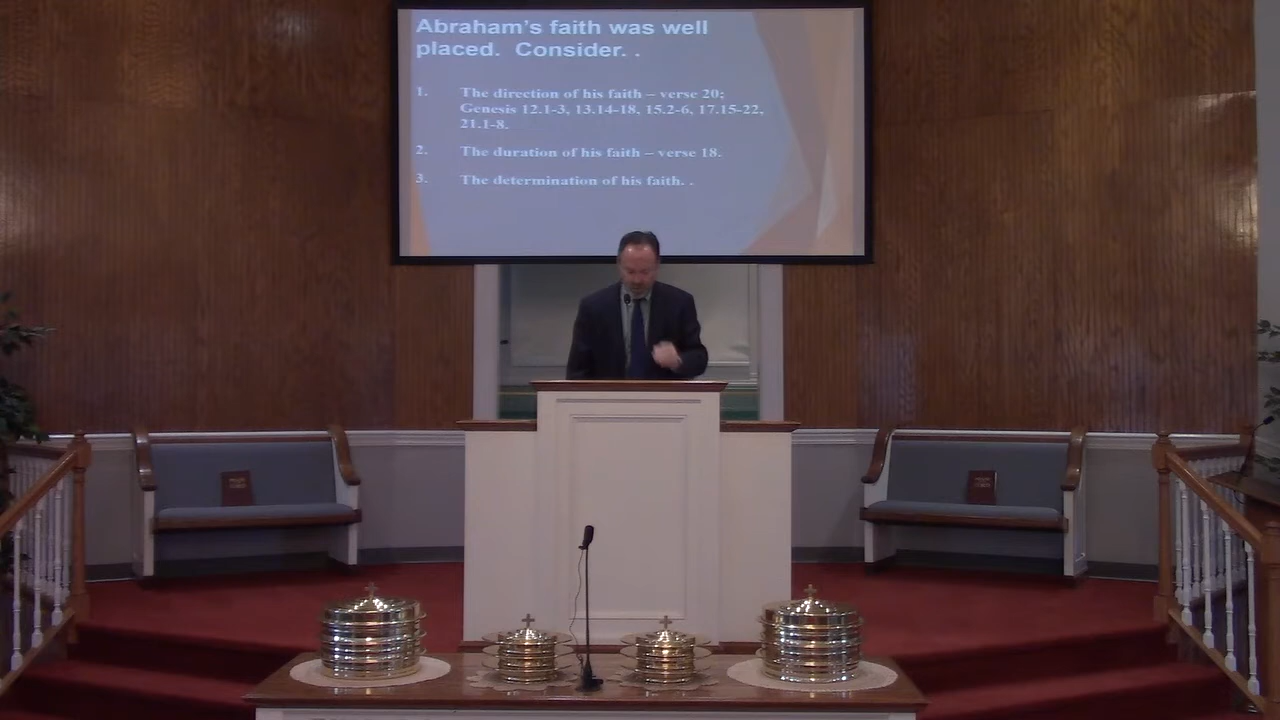 Abraham's faith was well
placed. Consider. .
1. The direction of his faith – verse 20;
Genesis 12.1-3, 13.14-18, 15.2-6, 17.15-22,
21.1-8.
2. The duration of his faith – verse 18.
3. The determination of his faith. .